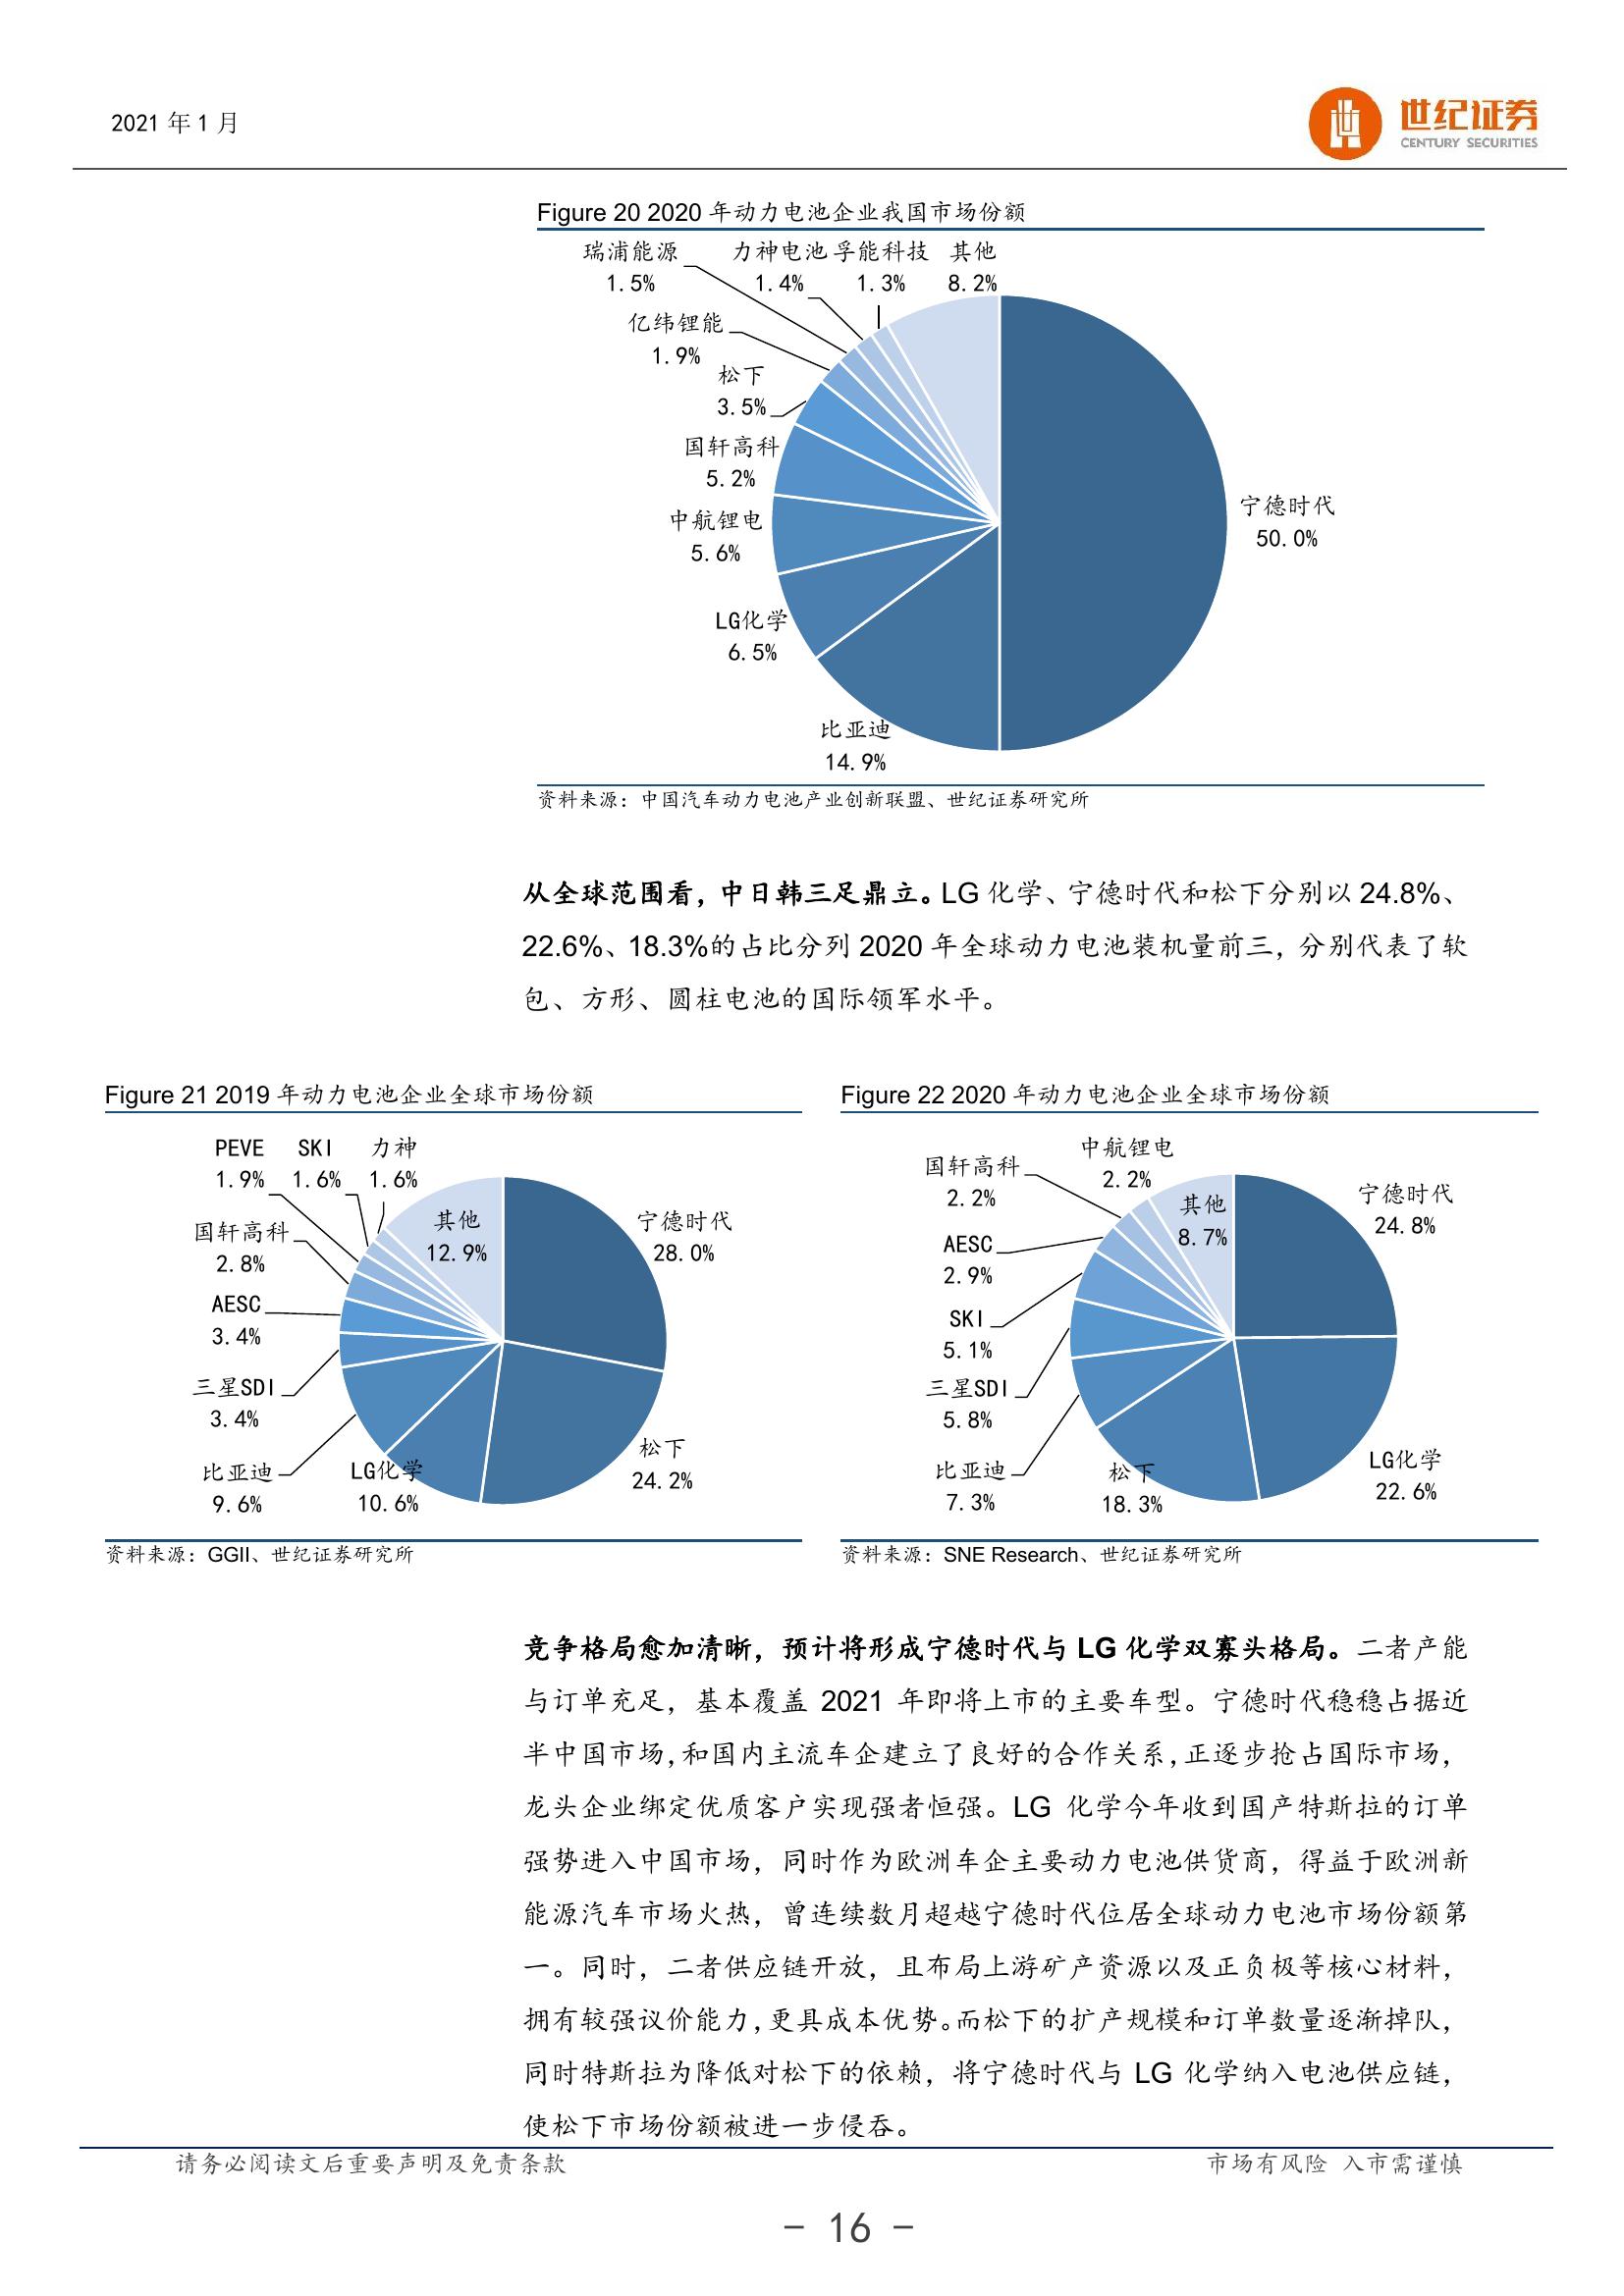 2021 年 1 月
世纪证券
CENTURY SECURITIES
Figure 20 2020 年动力电池企业我国市场份额
瑞浦能源
1.5%
力神电池
1.4%
孚能科技
1.3%
其他
8.2%
亿纬锂能
1.9%
松下
3.5%
国轩高科
5.2%
中航锂电
5.6%
LG化学
6.5%
比亚迪
14.9%
宁德时代
50.0%
资料来源：中国汽车动力电池产业创新联盟、世纪证券研究所
从全球范围看，中日韩三足鼎立。LG 化学、宁德时代和松下分别以 24.8%、
22.6%、18.3%的占比分列 2020 年全球动力电池装机量前三，分别代表了软
包、方形、圆柱电池的国际领军水平。
Figure 21 2019 年动力电池企业全球市场份额
PEVE
1.9%
SKI
1.6%
力神
1.6%
其他
12.9%
国轩高科
2.8%
AESC
3.4%
三星SDI
3.4%
比亚迪
9.6%
LG化学
10.6%
松下
24.2%
宁德时代
28.0%
资料来源：GGII、世纪证券研究所
Figure 22 2020 年动力电池企业全球市场份额
中航锂电
2.2%
国轩高科
2.2%
其他
8.7%
AESC
2.9%
SKI
5.1%
三星SDI
5.8%
比亚迪
7.3%
松下
18.3%
LG化学
22.6%
宁德时代
24.8%
资料来源：SNE Research、世纪证券研究所
竞争格局愈加清晰，预计将形成宁德时代与 LG 化学双寡头格局。二者产能
与订单充足，基本覆盖 2021 年即将上市的主要车型。宁德时代稳稳占据近
半中国市场，和国内主流车企建立了良好的合作关系，正逐步抢占国际市场，
龙头企业绑定优质客户实现强者恒强。LG 化学今年收到国产特斯拉的订单
强势进入中国市场，同时作为欧洲车企主要动力电池供货商，得益于欧洲新
能源汽车市场火热，曾连续数月超越宁德时代位居全球动力电池市场份额第
一。同时，二者供应链开放，且布局上游矿产资源以及正负极等核心材料，
拥有较强议价能力，更具成本优势。而松下的扩产规模和订单数量逐渐掉队，
同时特斯拉为降低对松下的依赖，将宁德时代与 LG 化学纳入电池供应链，
使松下市场份额被进一步侵吞。
请务必阅读文后重要声明及免责条款
市场有风险 入市需谨慎
- 16 -